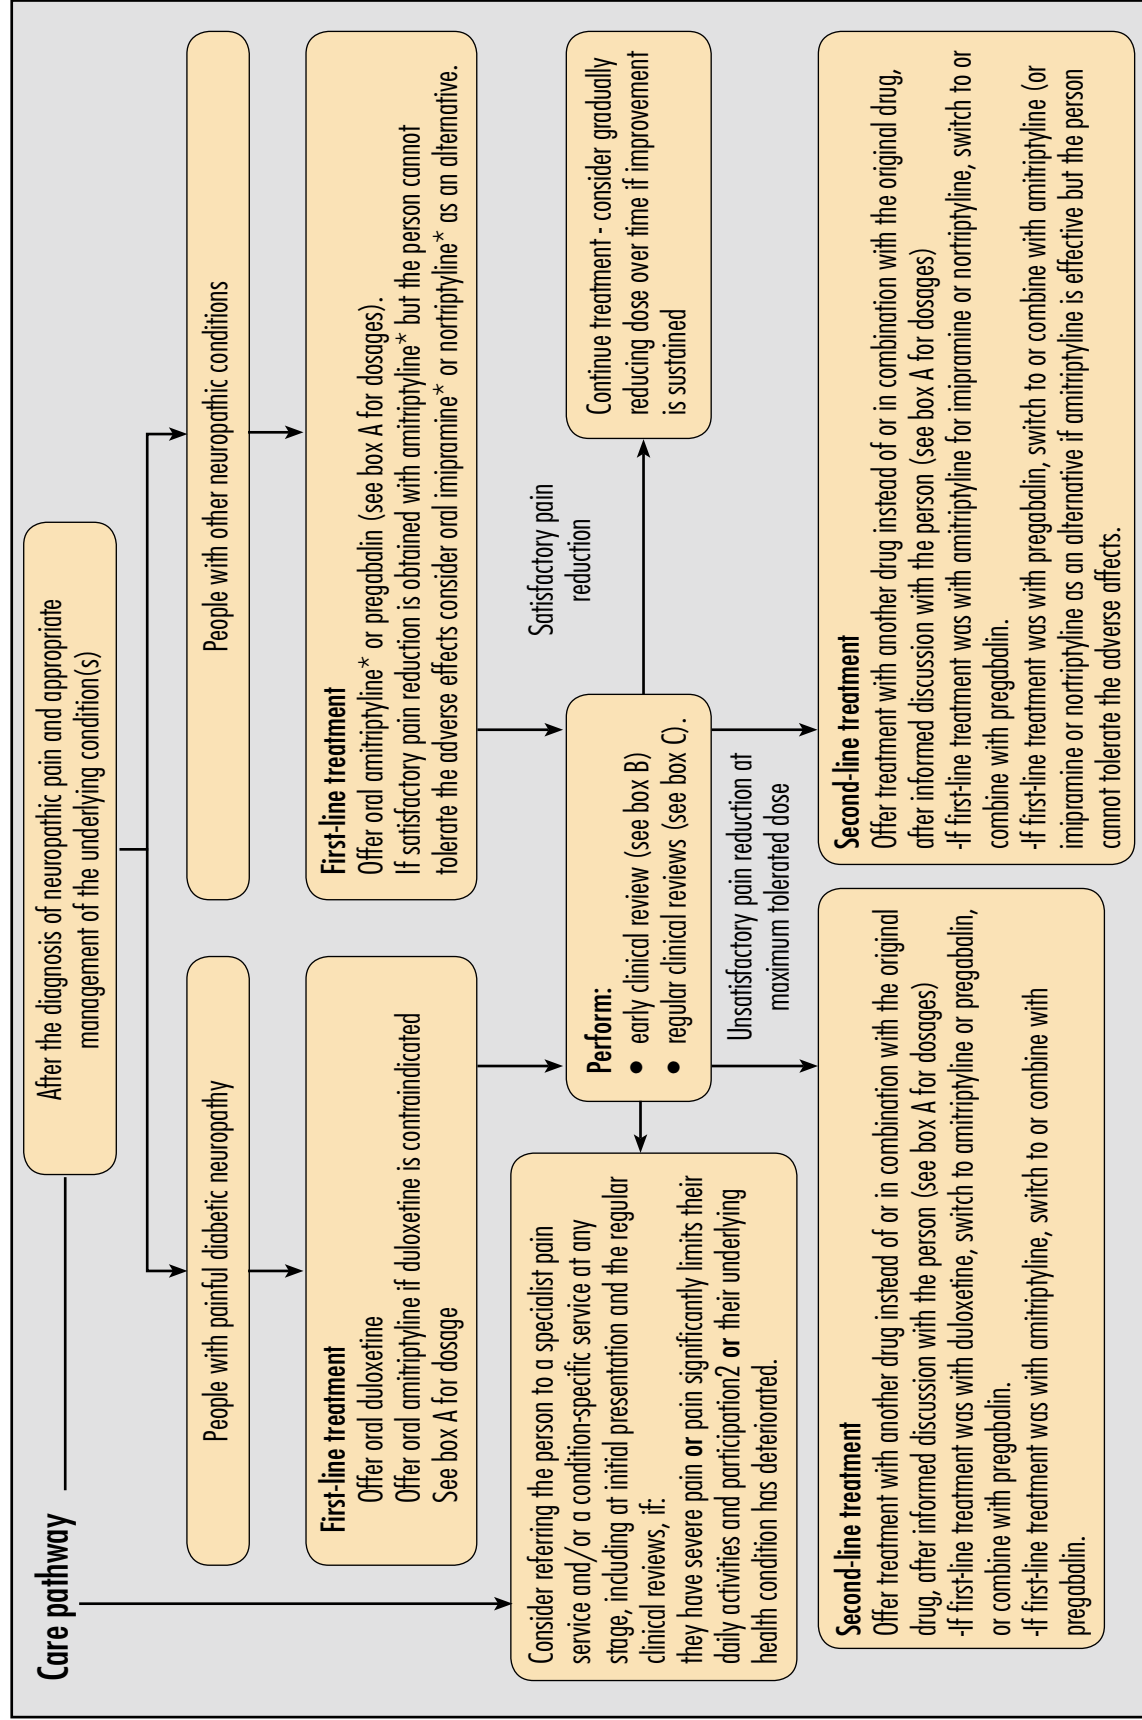 Care pathway
After the diagnosis of neuropathic pain and appropriate
management of the underlying condition(s)
People with painful diabetic neuropathy
People with other neuropathic conditions
First-line treatment
Offer oral duloxetine
Offer oral amitriptyline if duloxetine is contraindicated
See box A for dosage
First-line treatment
Offer oral amitriptyline* or pregabalin (see box A for dosages).
If satisfactory pain reduction is obtained with amitriptyline* but the person cannot
tolerate the adverse effects consider oral imipramine* or nortriptyline* as an alternative.
Consider referring the person to a specialist pain
service and/or a condition-specific service at any
stage, including at initial presentation and the regular
clinical reviews, if:
they have severe pain or pain significantly limits their
daily activities and participation2 or their underlying
health condition has deteriorated.
Perform:
● early clinical review (see box B)
● regular clinical reviews (see box C).
Satisfactory pain
reduction
Continue treatment - consider gradually
reducing dose over time if improvement
is sustained
Unsatisfactory pain reduction at
maximum tolerated dose
Second-line treatment
Offer treatment with another drug instead of or in combination with the original
drug, after informed discussion with the person (see box A for dosages)
-If first-line treatment was with duloxetine, switch to amitriptyline or pregabalin,
or combine with pregabalin.
-If first-line treatment was with amitriptyline, switch to or combine with
pregabalin.
Second-line treatment
Offer treatment with another drug instead of or in combination with the original drug,
after informed discussion with the person (see box A for dosages)
-If first-line treatment was with amitriptyline for imipramine or nortriptyline, switch to or
combine with pregabalin.
-If first-line treatment was with pregabalin, switch to or combine with amitriptyline (or
imipramine or nortriptyline as an alternative if amitriptyline is effective but the person
cannot tolerate the adverse affects.